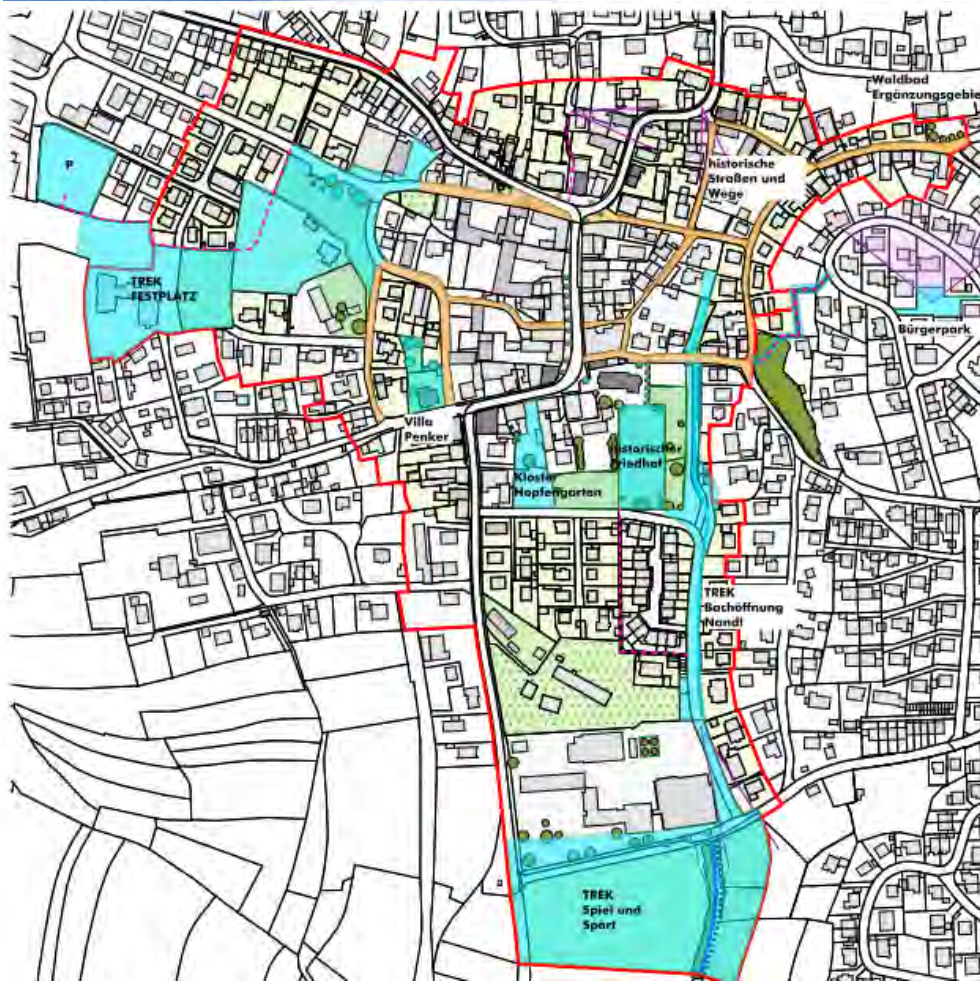 Waldbad
Ergänzungsgebie
P
historische
Straßen und
Wege
TREK
FESTPLATZ
Bürgerpark
Villa
Penker
historischer
Friedhof
Kloster
Hopfengarten
TREK
Bachöffnung
Nandl
TREK
Spiel und
Sport